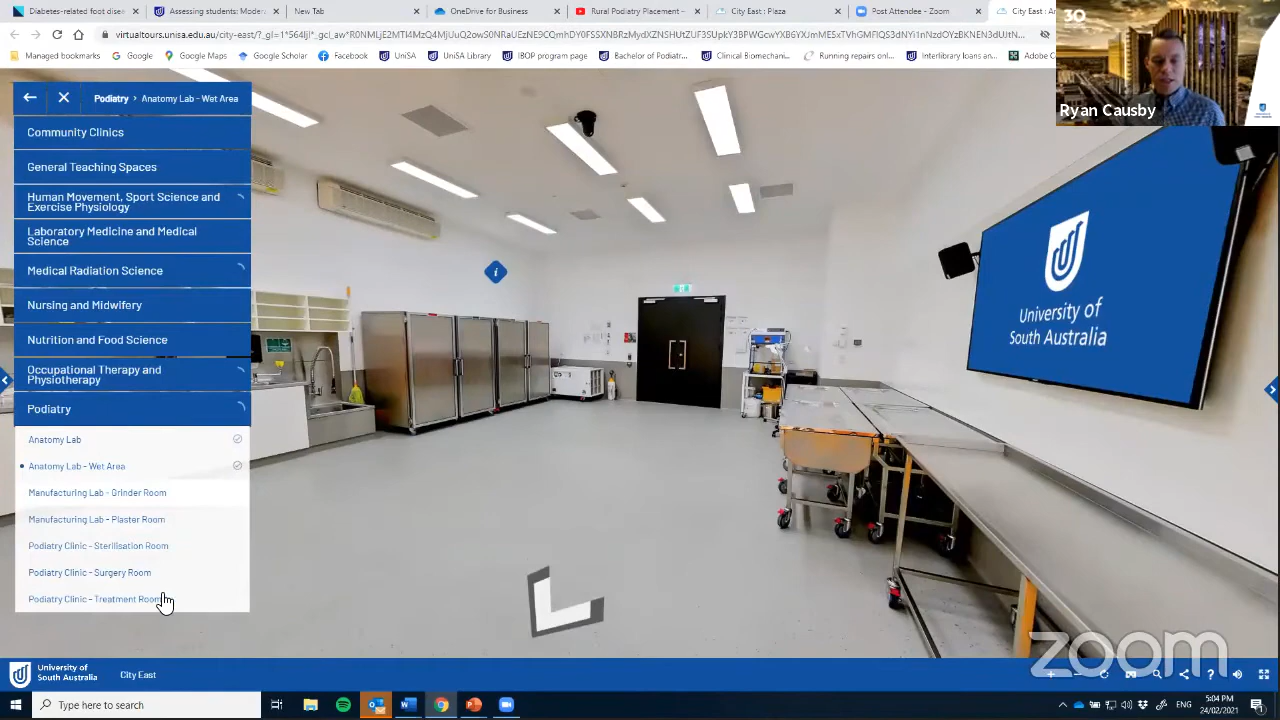 Diabetes-related foot disea
Assessing students: Modera
New Tab
OneDrive for Business
Rural Podiatry Placement -
City East
Post Attendee - Zoom
City East: An
virtualtours.unisa.edu.au/city-east/
Managed bookmarks
Google
Google Maps
Google Scholar
Facebook
UniSA
UniSA Library
IBOP program pages
Bachelor of Podiatr...
Clinical Biomechan...
Running repairs onl...
Interlibrary loans an...
Adobe C
30
Ryan Causby
Podiatry > Anatomy Lab - Wet Area
Community Clinics
General Teaching Spaces
Human Movement, Sport Science and
Exercise Physiology
Laboratory Medicine and Medical
Science
Medical Radiation Science
Nursing and Midwifery
Nutrition and Food Science
Occupational Therapy and
Physiotherapy
Podiatry
Anatomy Lab
Anatomy Lab - Wet Area
Manufacturing Lab - Grinder Room
Manufacturing Lab - Plaster Room
Podiatry Clinic - Sterilisation Room
Podiatry Clinic - Surgery Room
Podiatry Clinic - Treatment Room
i
University of
South Australia
zoom
University of
South Australia
City East
Type here to search
ENG
5:04 PM
24/02/2021